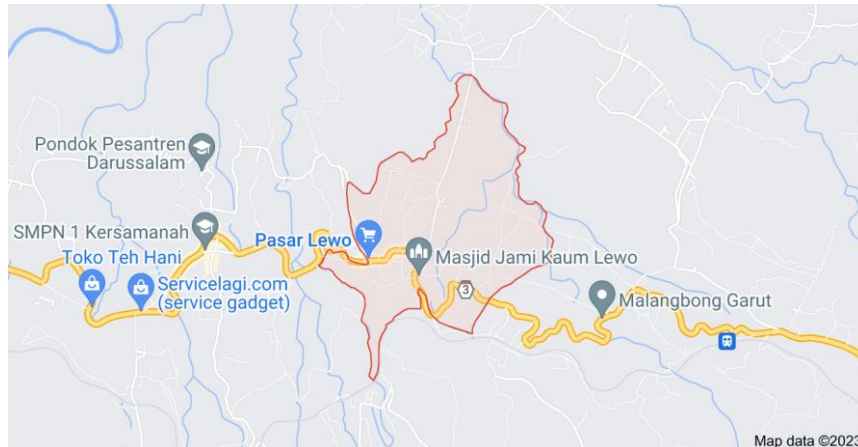 Pondok Pesantren
Darussalam
SMPN 1 Kersamanah
Toko Teh Hani
Servicelagi.com
(service gadget)
Pasar Lewo
Masjid Jami Kaum Lewo
3
Malangbong Garut
Map data ©2023